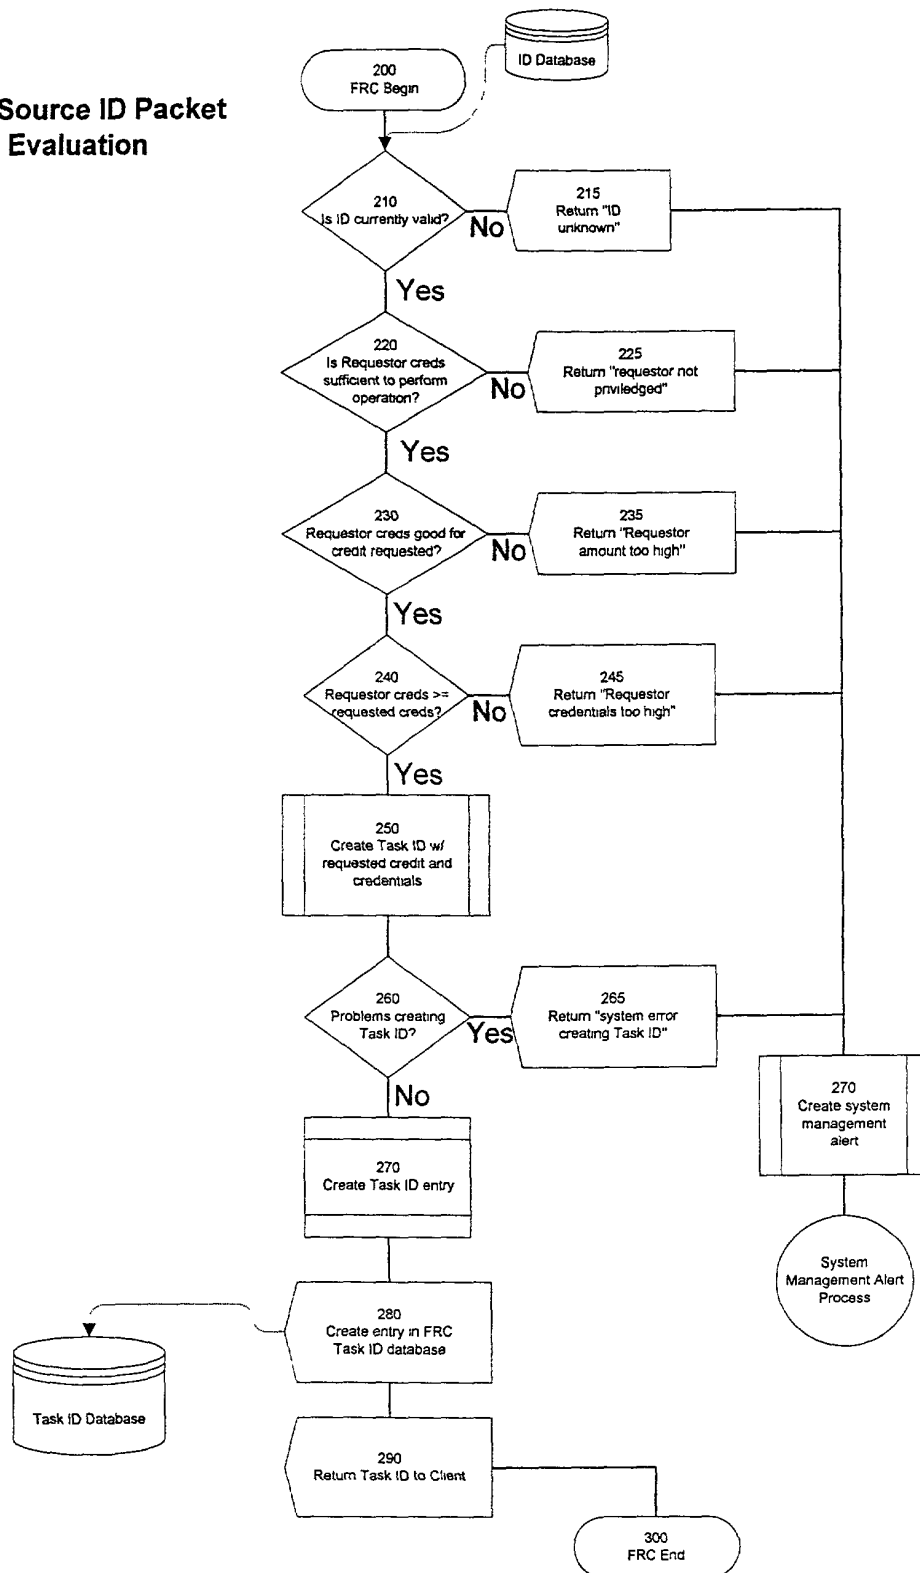 Source ID Packet
Evaluation
ID Database
200
FRC Begin
210
Is ID currently valid?
No
215
Return "ID
unknown"
Yes
220
Is Requestor creds
sufficient to perform
operation?
No
225
Return "requestor not
priviledged"
Yes
230
Requestor creds good for
credit requested?
No
235
Return "Requestor
amount too high"
Yes
240
Requestor creds >=
requested creds?
No
245
Return "Requestor
credentials too high"
Yes
250
Create Task ID w/
requested credit and
credentials
260
Problems creating
Task ID?
Yes
265
Return "system error
creating Task ID"
No
270
Create system
management
alert
270
Create Task ID entry
System
Management Alert
Process
280
Create entry in FRC
Task ID database
Task ID Database
290
Return Task ID to Client
300
FRC End